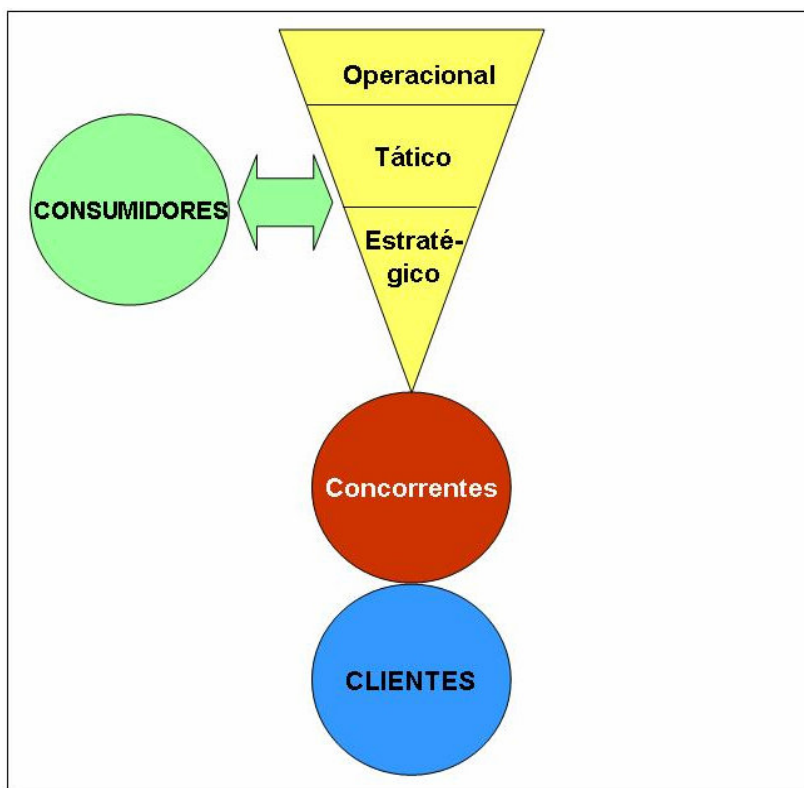 Operacional
Tático
CONSUMIDORES
Estraté-
gico
Concorrentes
CLIENTES